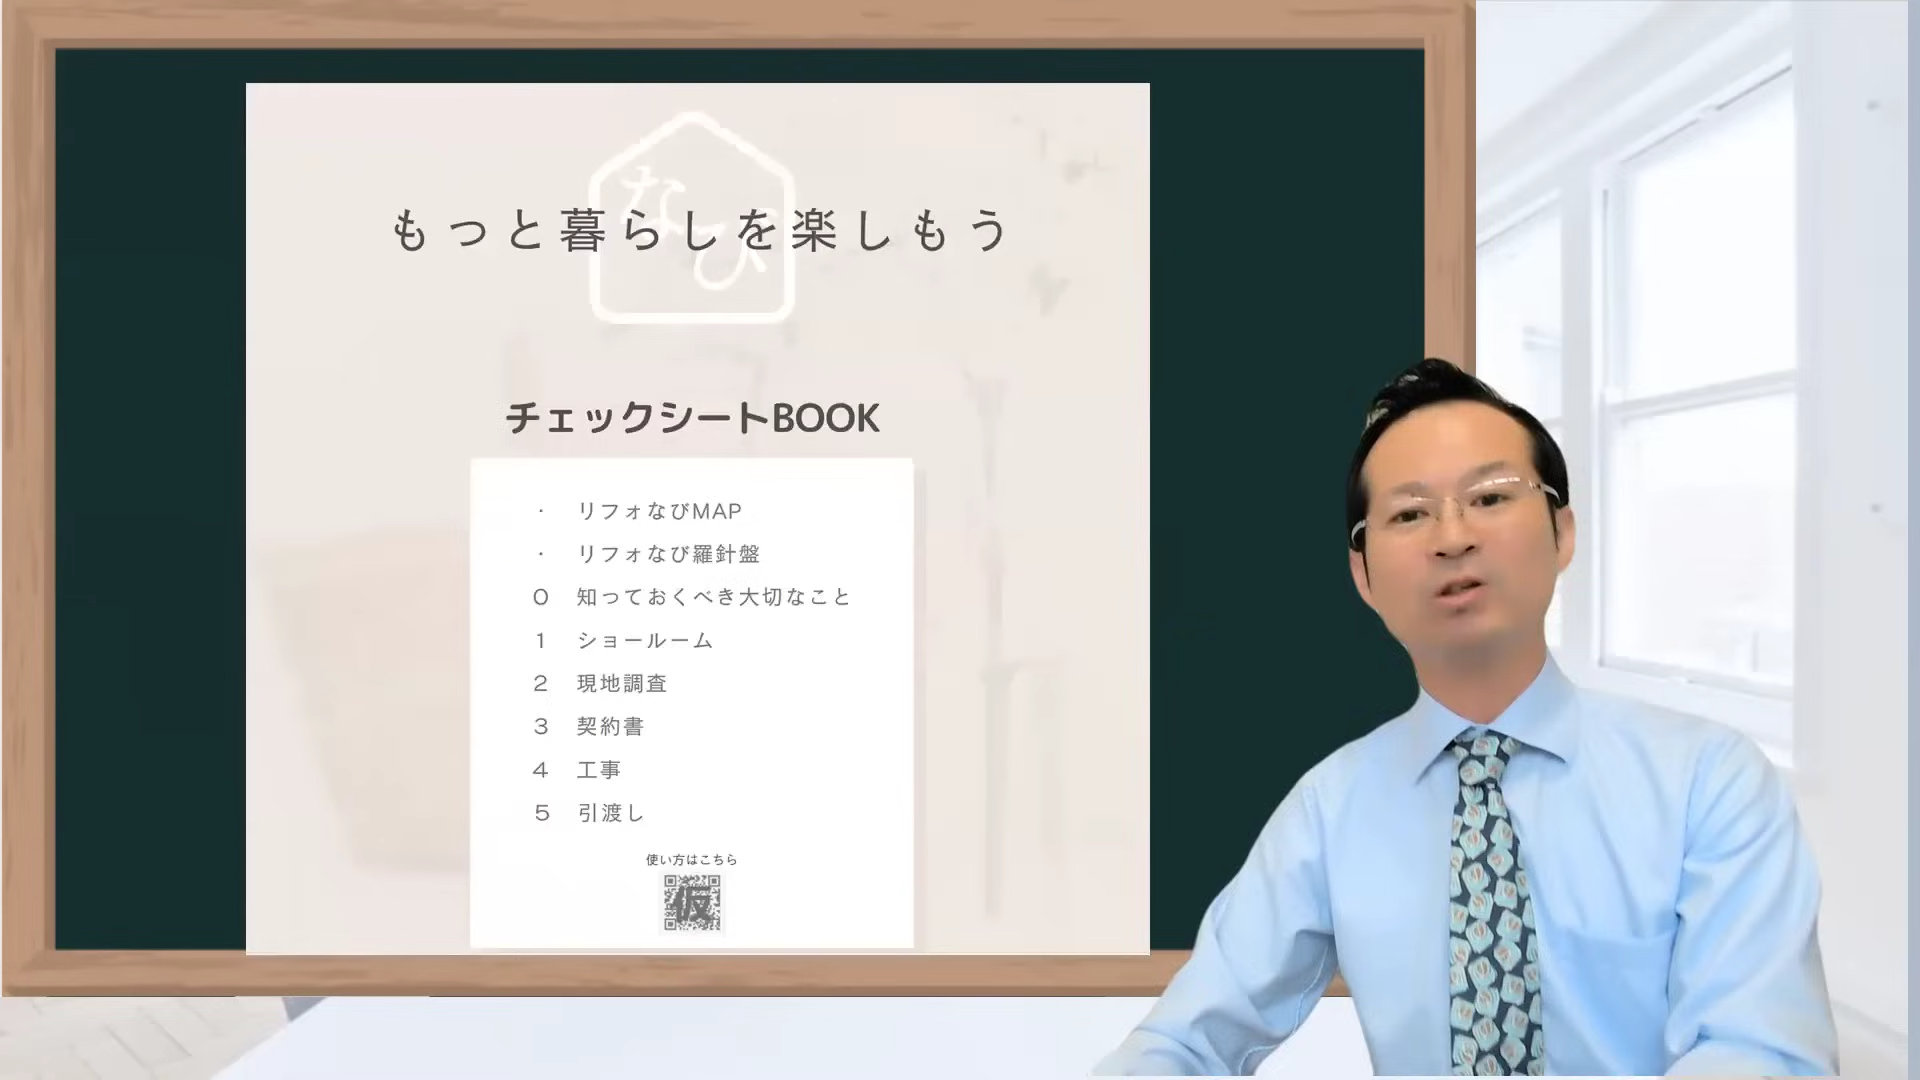 なび
もっと暮らしを楽しもう
チェックシートBOOK
・ リフォなびMAP
・ リフォなび羅針盤
0 知っておくべき大切なこと
1 ショールーム
2 現地調査
3 契約書
4 工事
5 引渡し
使い方はこちら
仮